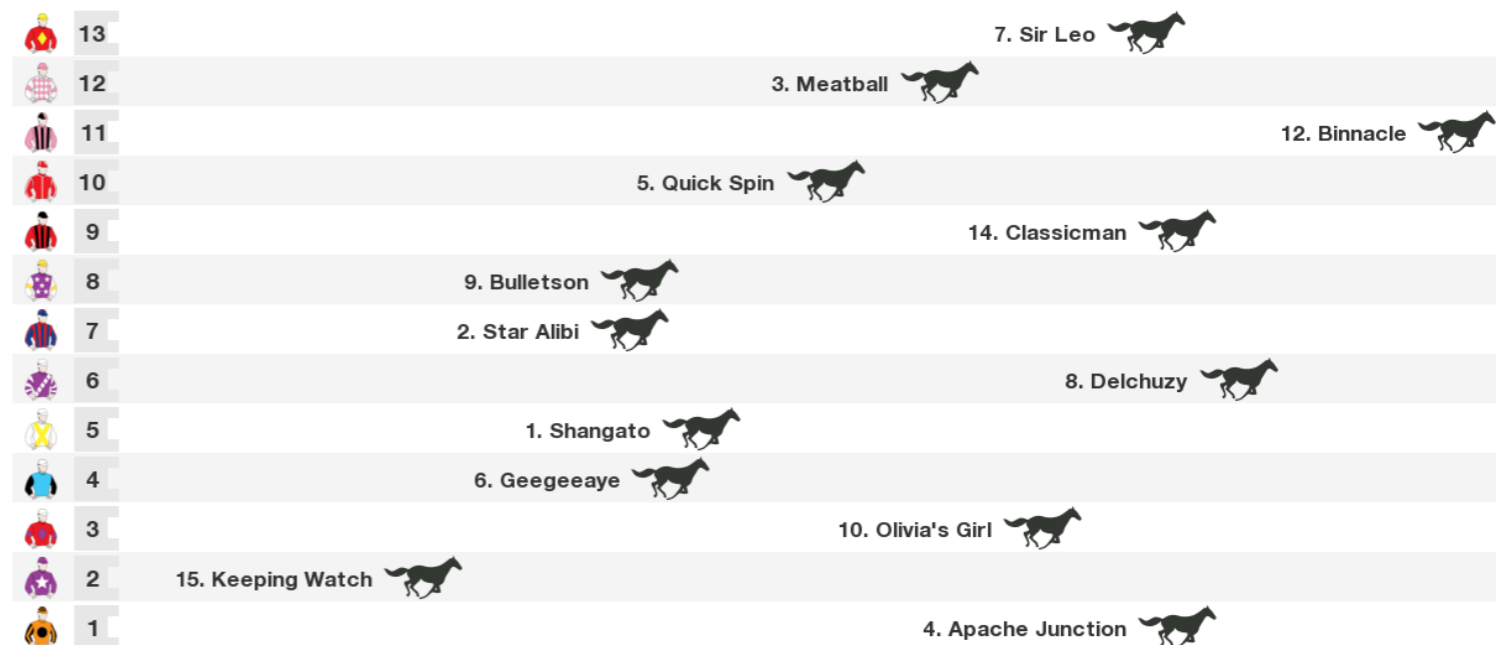 13 7. Sir Leo
12 3. Meatball
11 12. Binnacle
10 5. Quick Spin
9 14. Classicman
8 9. Bulletson
7 2. Star Alibi
6 8. Delchuzy
5 1. Shangato
4 6. Geegeeaye
3 10. Olivia's Girl
2 15. Keeping Watch
1 4. Apache Junction